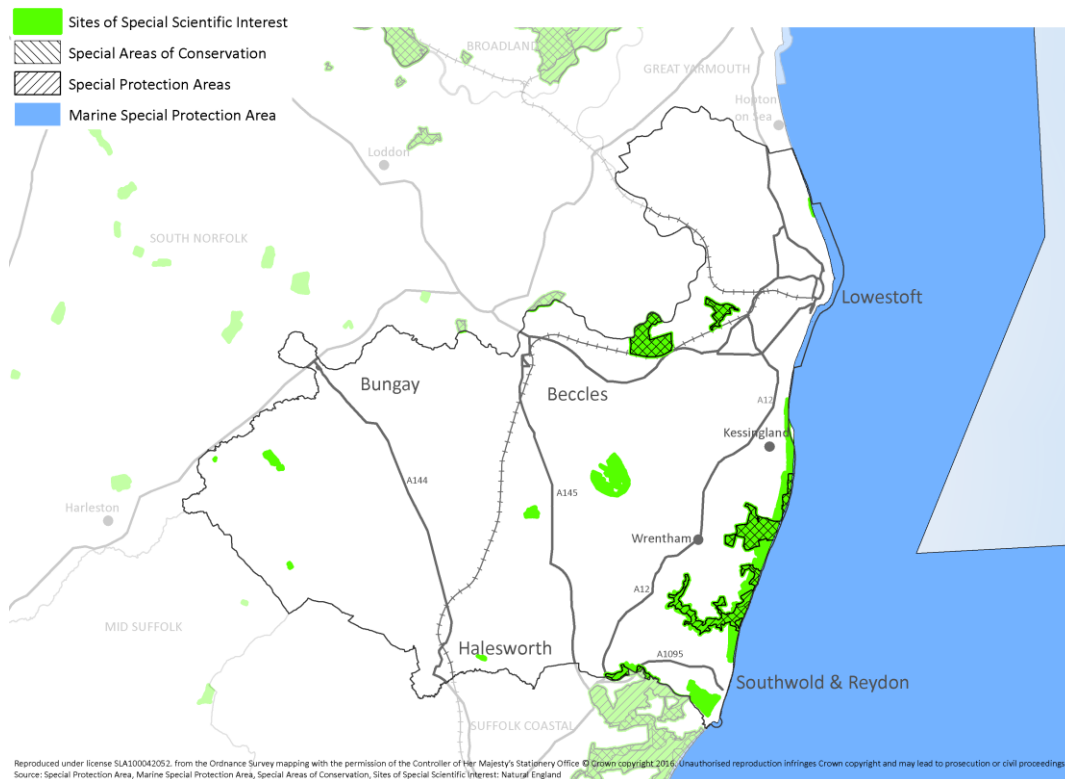 Sites of Special Scientific Interest
Special Areas of Conservation
Special Protection Areas
Marine Special Protection Area
BROADLAND
GREAT YARMOUTH
Hopton
on Sea
Loddon
SOUTH NORFOLK
Lowestoft
Bungay
Beccles
A12
Kessingland
A144
A145
Harleston
Wrentham
A12
MID SUFFOLK
Halesworth
A1095
Southwold & Reydon
SUFFOLK COASTAL
Reproduced under license SLA100042052. from the Ordnance Survey mapping with the permission of the Controller of Her Majesty's Stationery Office © Crown copyright 2016. Unauthorised reproduction infringes Crown copyright and may lead to prosecution or civil proceedings
Source: Special Protection Area, Marine Special Protection Area, Special Areas of Conservation, Sites of Special Scientific Interest: Natural England